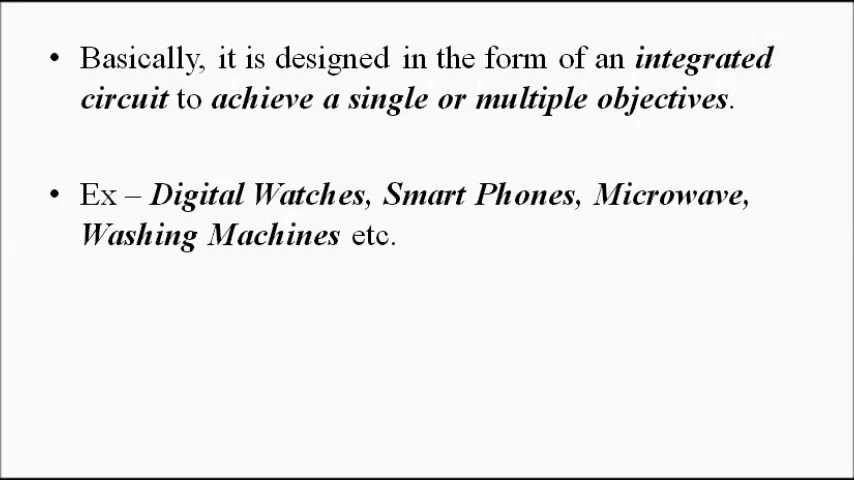 • Basically, it is designed in the form of an integrated
circuit to achieve a single or multiple objectives.
• Ex – Digital Watches, Smart Phones, Microwave,
Washing Machines etc.